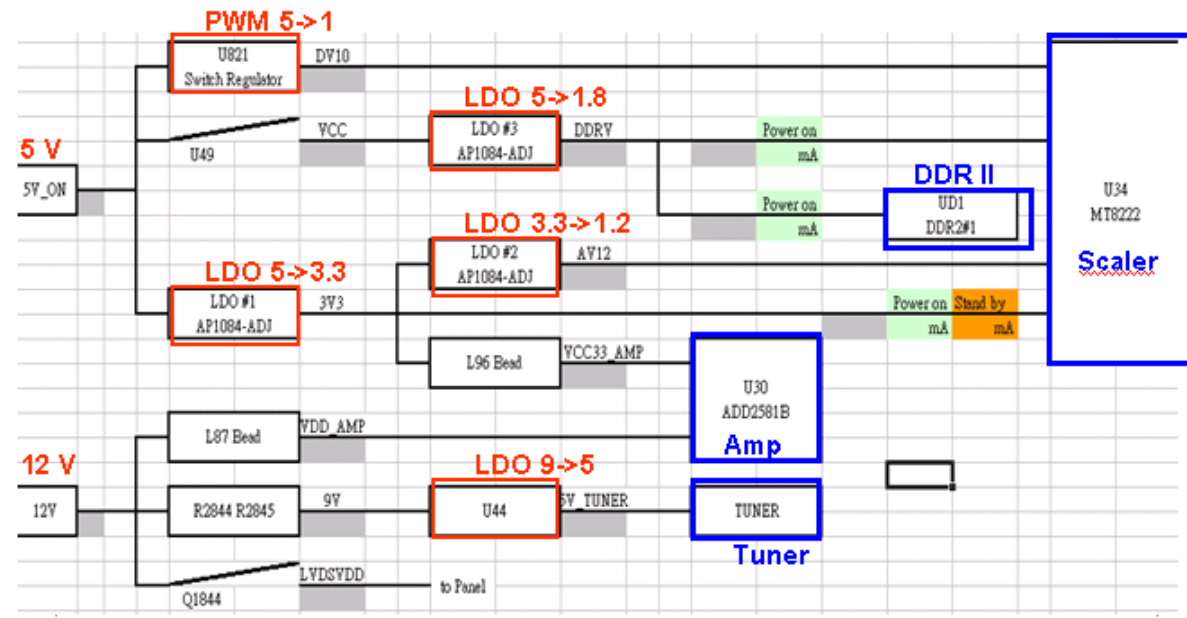 PWM 5->1
U821
Switch Regulator
DV10
LDO 5->1.8
5 V
5V_ON
U49
VCC
LDO #3
AP1084-ADJ
DDRV
Power on
mA
DDR II
UD1
DDR2#1
Power on
mA
U34
MT8222
Scaler
LDO 3.3->1.2
LDO #2
AP1084-ADJ
AV12
LDO 5->3.3
LDO #1
AP1084-ADJ
3V3
Power on
mA
Stand by
mA
L96 Bead
VCC33_AMP
U30
ADD2581B
Amp
L87 Bead
VDD_AMP
12 V
12V
LDO 9->5
R2844 R2845
9V
U44
5V_TUNER
TUNER
Tuner
Q1844
LVDSVDD
to Panel